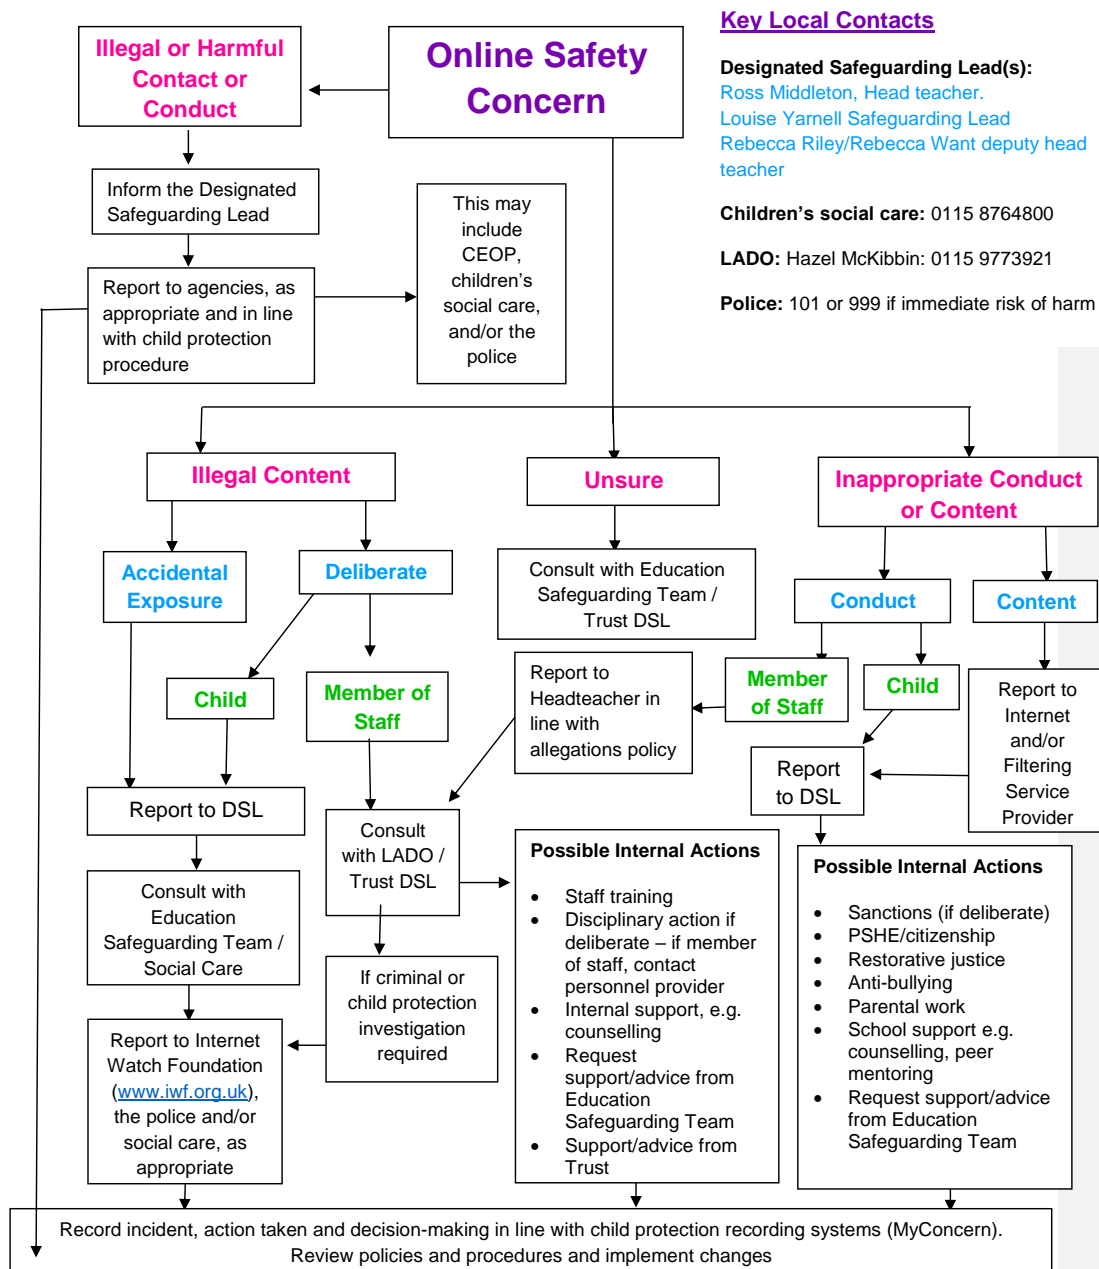 Key Local Contacts
Illegal or Harmful
Contact or
Conduct
Online Safety
Concern
Designated Safeguarding Lead(s):
Ross Middleton, Head teacher.
Louise Yarnell Safeguarding Lead
Rebecca Riley/Rebecca Want deputy head
teacher
Children's social care: 0115 8764800
LADO: Hazel McKibbin: 0115 9773921
Police: 101 or 999 if immediate risk of harm
Inform the Designated
Safeguarding Lead
Report to agencies, as
appropriate and in line
with child protection
procedure
This may
include
CEOP,
children's
social care,
and/or the
police
Illegal Content
Unsure
Inappropriate Conduct
or Content
Accidental
Exposure
Deliberate
Consult with Education
Safeguarding Team /
Trust DSL
Conduct
Content
Child
Member of
Staff
Report to
Headteacher in
line with
allegations policy
Member
of Staff
Child
Report to
Internet
and/or
Filtering
Service
Provider
Report to DSL
Consult
with LADO /
Trust DSL
Report
to DSL
Consult with
Education
Safeguarding Team /
Social Care
If criminal or
child protection
investigation
required
Report to Internet
Watch Foundation
(www.iwf.org.uk),
the police and/or
social care, as
appropriate
Possible Internal Actions
• Staff training
• Disciplinary action if
deliberate – if member
of staff, contact
personnel provider
• Internal support, e.g.
counselling
• Request
support/advice from
Education
Safeguarding Team
• Support/advice from
Trust
Possible Internal Actions
• Sanctions (if deliberate)
• PSHE/citizenship
• Restorative justice
• Anti-bullying
• Parental work
• School support e.g.
counselling, peer
mentoring
• Request support/advice
from Education
Safeguarding Team
Record incident, action taken and decision-making in line with child protection recording systems (MyConcern).
Review policies and procedures and implement changes